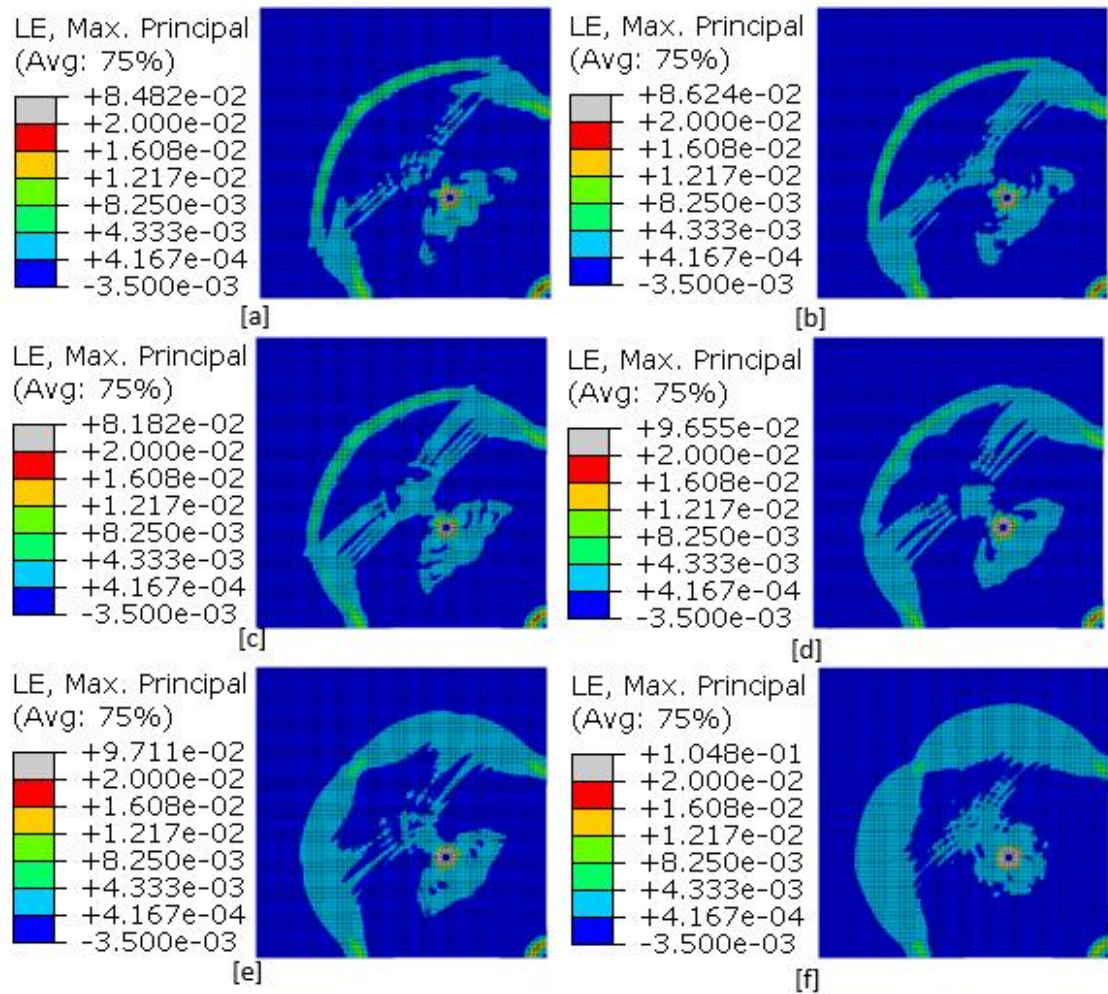 LE, Max. Principal
(Avg: 75%)
+8.482e-02
+2.000e-02
+1.608e-02
+1.217e-02
+8.250e-03
+4.333e-03
+4.167e-04
-3.500e-03
[a]
LE, Max. Principal
(Avg: 75%)
+8.624e-02
+2.000e-02
+1.608e-02
+1.217e-02
+8.250e-03
+4.333e-03
+4.167e-04
-3.500e-03
[b]
LE, Max. Principal
(Avg: 75%)
+8.182e-02
+2.000e-02
+1.608e-02
+1.217e-02
+8.250e-03
+4.333e-03
+4.167e-04
-3.500e-03
[c]
LE, Max. Principal
(Avg: 75%)
+9.655e-02
+2.000e-02
+1.608e-02
+1.217e-02
+8.250e-03
+4.333e-03
+4.167e-04
-3.500e-03
[d]
LE, Max. Principal
(Avg: 75%)
+9.711e-02
+2.000e-02
+1.608e-02
+1.217e-02
+8.250e-03
+4.333e-03
+4.167e-04
-3.500e-03
[e]
LE, Max. Principal
(Avg: 75%)
+1.048e-01
+2.000e-02
+1.608e-02
+1.217e-02
+8.250e-03
+4.333e-03
+4.167e-04
-3.500e-03
[f]